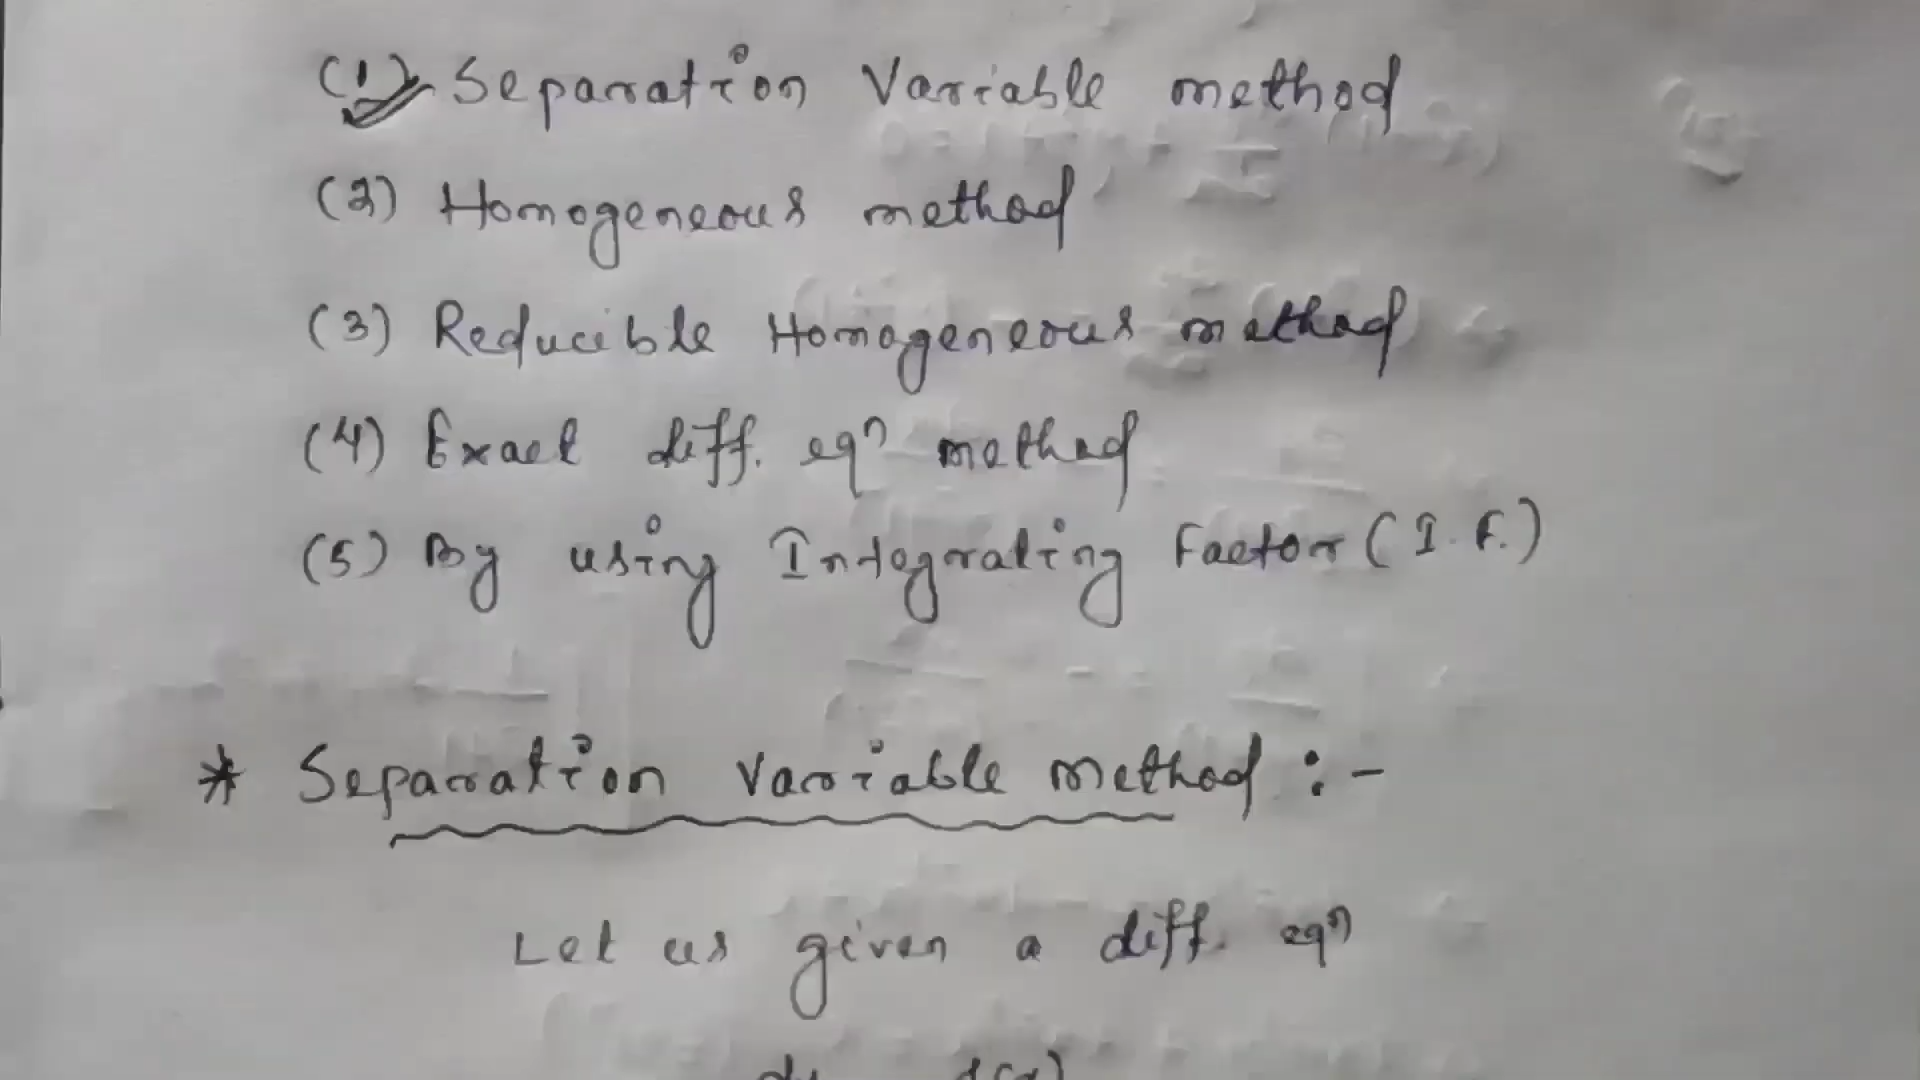 (1) Separation Variable method
(2) Homogeneous method
(3) Reducible Homogeneous method
(4) Exact diff. eqn method
(5) By using Integrating Factor (I.F.)
* Separation Variable method :-
Let us given a diff. eqn